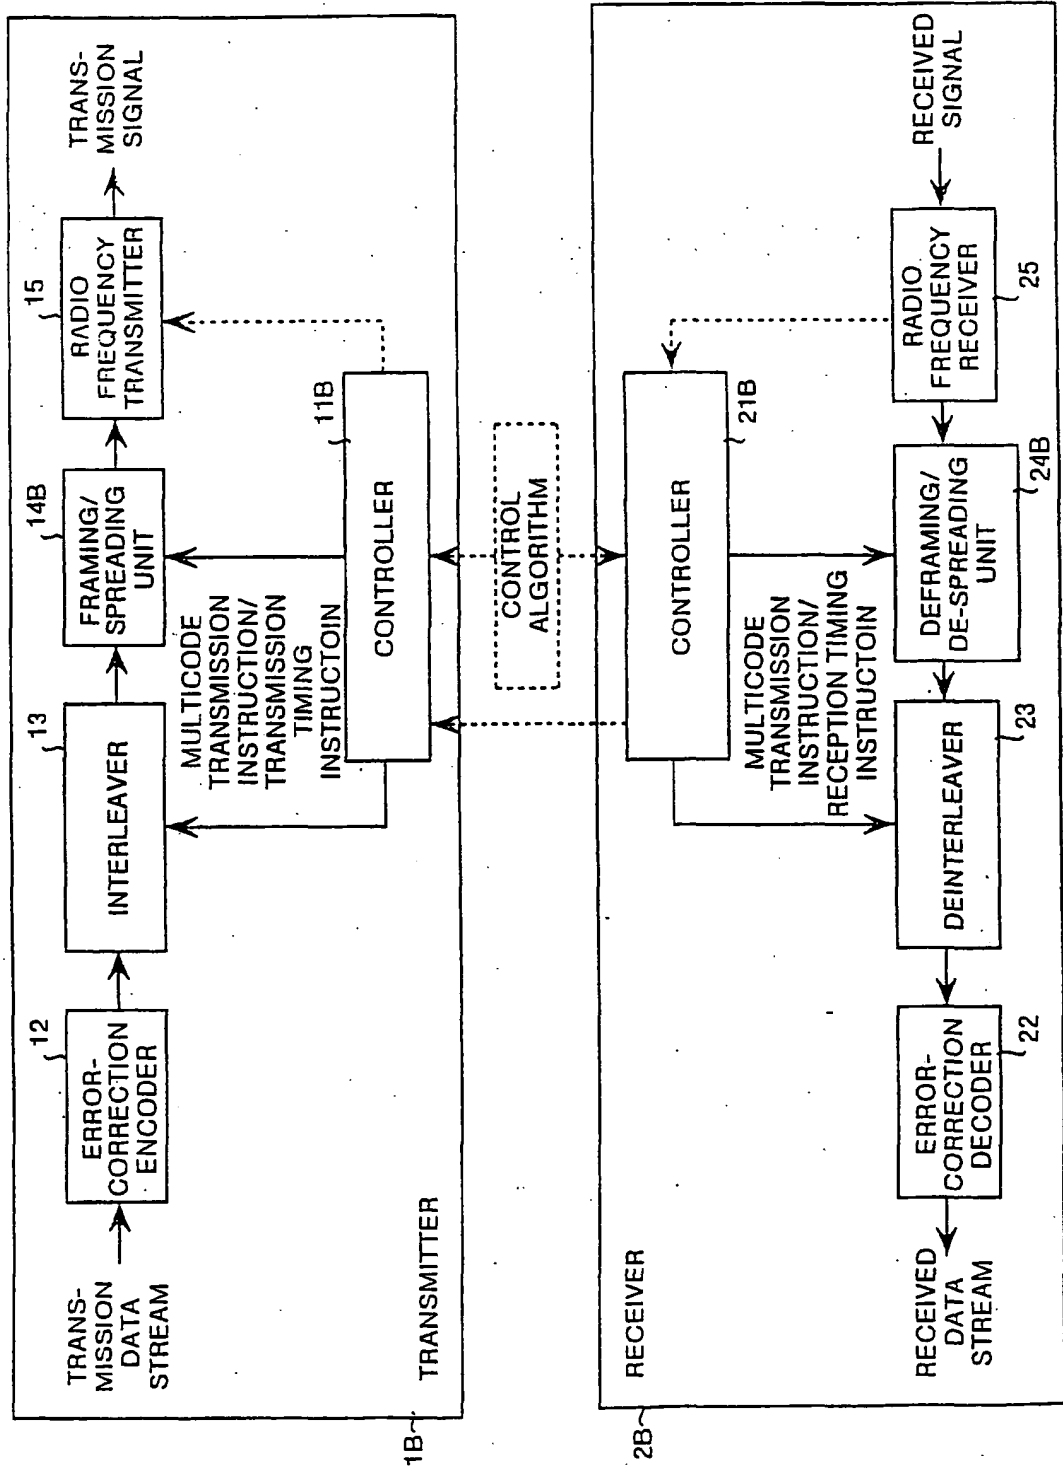 1B
TRANSMITTER
TRANS-
MISSION
DATA
STREAM
12
ERROR-
CORRECTION
ENCODER
13
INTERLEAVER
14B
FRAMING/
SPREADING
UNIT
15
RADIO
FREQUENCY
TRANSMITTER
TRANS-
MISSION
SIGNAL
MULTICODE
TRANSMISSION
INSTRUCTION/
TRANSMISSION
TIMING
INSTRUCTOIN
11B
CONTROLLER
CONTROL
ALGORITHM
2B
RECEIVER
CONTROLLER
21B
MULTICODE
TRANSMISSION
INSTRUCTION/
RECEPTION TIMING
INSTRUCTOIN
RECEIVED
DATA
STREAM
ERROR-
CORRECTION
DECODER
22
DEINTERLEAVER
23
DEFRAMING/
DE-SPREADING
UNIT
24B
RADIO
FREQUENCY
RECEIVER
25
RECEIVED
SIGNAL